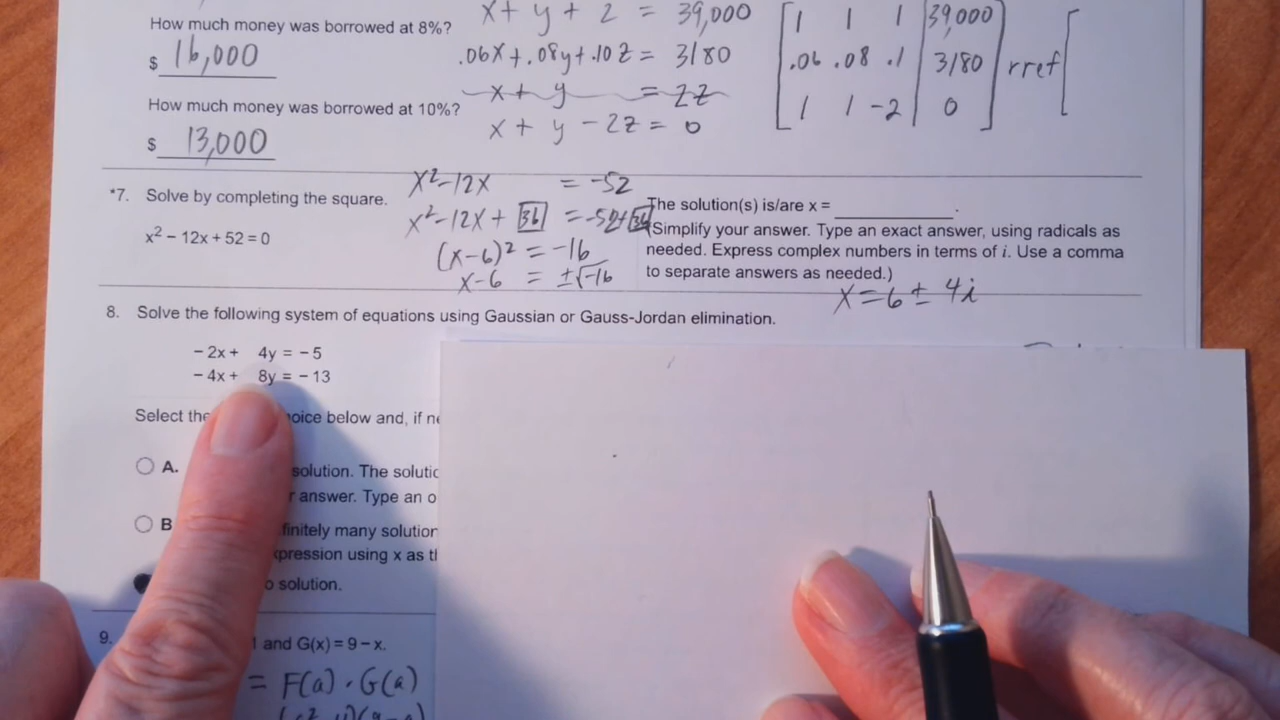 How much money was borrowed at 8%?
$ 16,000
How much money was borrowed at 10%?
$ 13,000
x + y + z = 39,000
.06x + .08y + .10z = 3180
x + y = 2z
x + y - 2z = 0
1 1 1 39,000
.06 .08 .1 3180
1 1 -2 0
rref
*7. Solve by completing the square.
x² − 12x + 52 = 0
x² - 12x = -52
x² - 12x + 36 = -52 + 36
(x - 6)² = -16
x - 6 = ±√-16
The solution(s) is/are x = ____.
(Simplify your answer. Type an exact answer, using radicals as
needed. Express complex numbers in terms of i. Use a comma
to separate answers as needed.)
x = 6 ± 4i
8. Solve the following system of equations using Gaussian or Gauss-Jordan elimination.
− 2x + 4y = − 5
− 4x + 8y = − 13
Select the oice below and, if
A. solution. The
answer. Type an
B finitely many
using x as
solution.
9. and G(x) = 9 − x.
= F(a) · G(a)